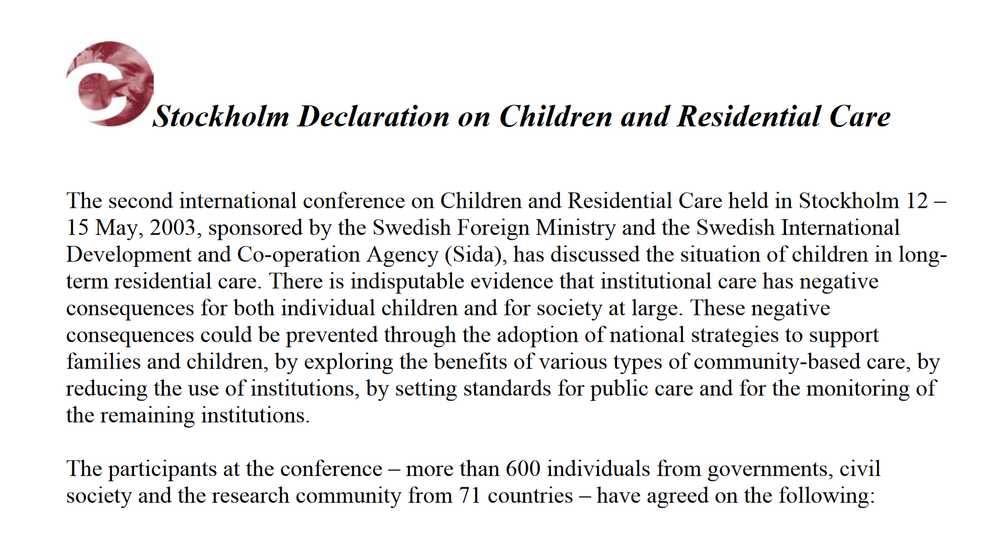 Stockholm Declaration on Children and Residential Care
The second international conference on Children and Residential Care held in Stockholm 12 –
15 May, 2003, sponsored by the Swedish Foreign Ministry and the Swedish International
Development and Co-operation Agency (Sida), has discussed the situation of children in long-
term residential care. There is indisputable evidence that institutional care has negative
consequences for both individual children and for society at large. These negative
consequences could be prevented through the adoption of national strategies to support
families and children, by exploring the benefits of various types of community-based care, by
reducing the use of institutions, by setting standards for public care and for the monitoring of
the remaining institutions.
The participants at the conference – more than 600 individuals from governments, civil
society and the research community from 71 countries – have agreed on the following: